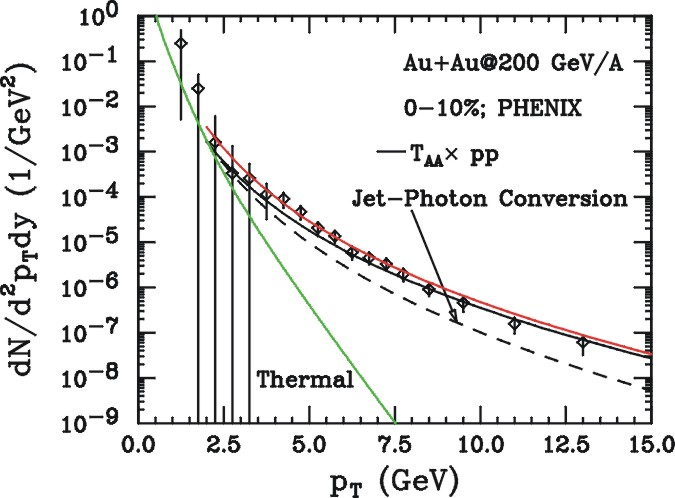 10⁰
10⁻¹
10⁻²
10⁻³
10⁻⁴
10⁻⁵
10⁻⁶
10⁻⁷
10⁻⁸
10⁻⁹
dN/d²p_Tdy (1/GeV²)
Au+Au@200 GeV/A
0−10%; PHENIX
T_AA× pp
Jet−Photon Conversion
Thermal
0.0 2.5 5.0 7.5 10.0 12.5 15.0
p_T (GeV)